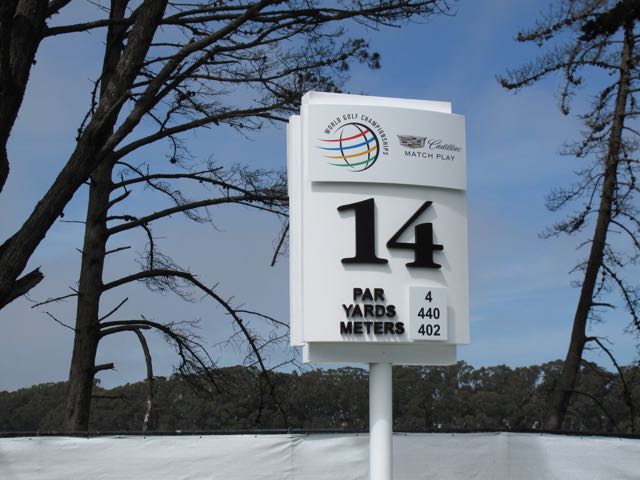 WORLD GOLF CHAMPIONSHIPS
Cadillac
MATCH PLAY
14
PAR 4
YARDS 440
METERS 402